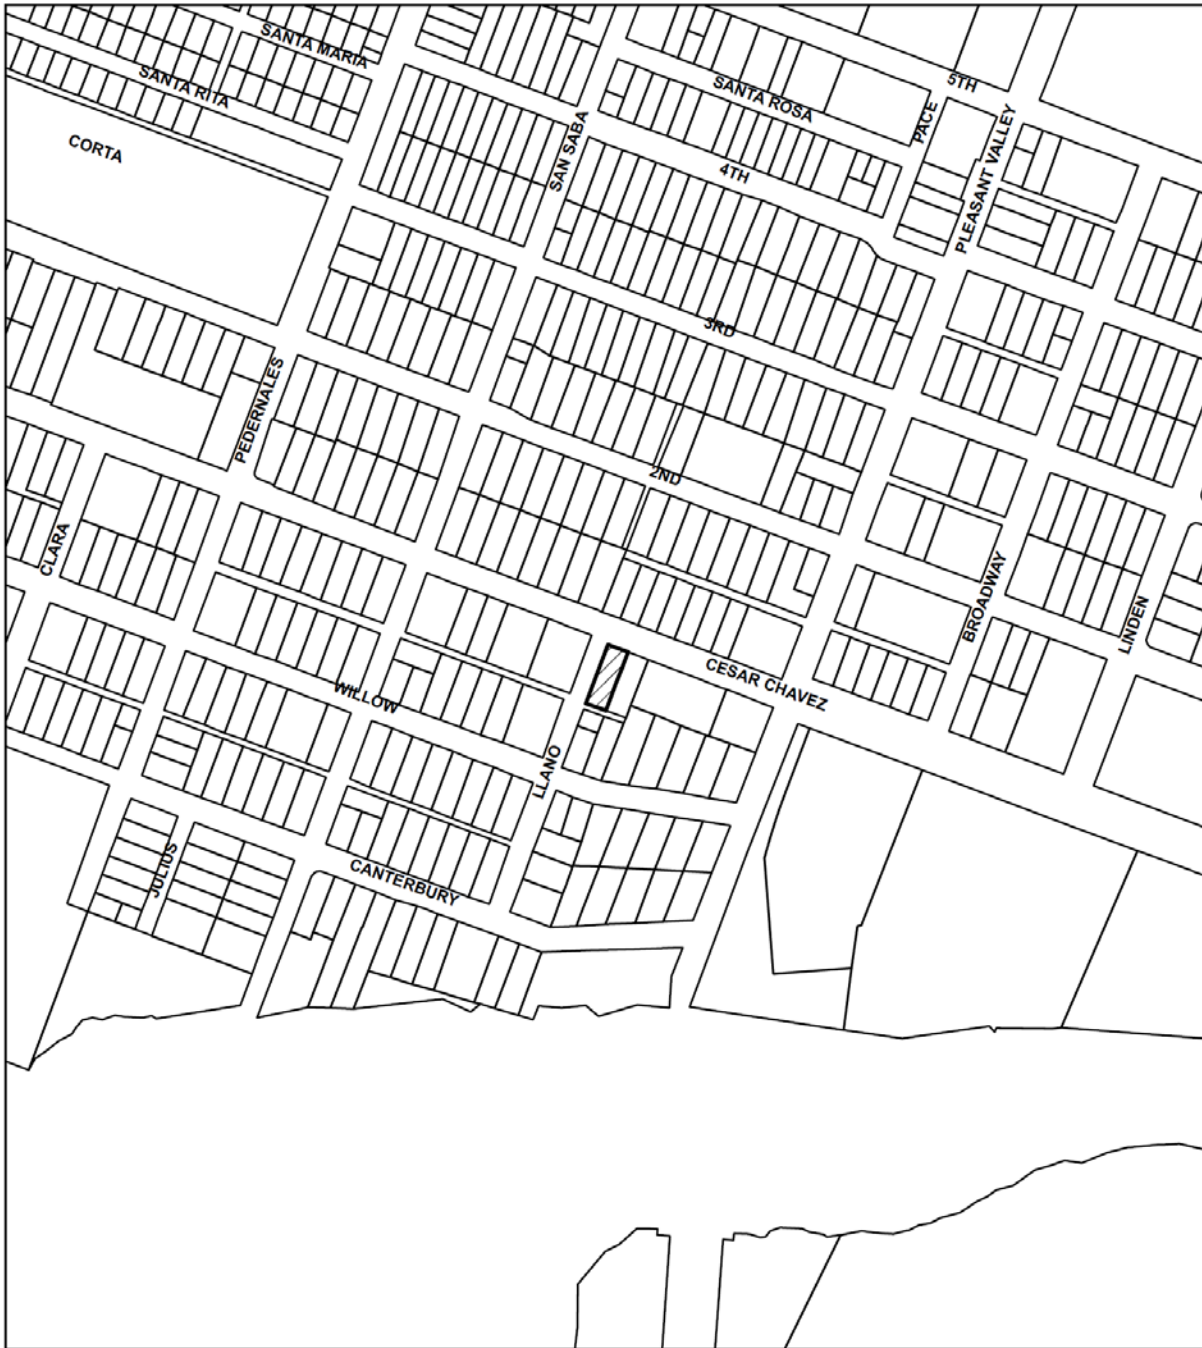 SANTA MARIA
SANTA RITA
5TH
SANTA ROSA
PACE
CORTA
SAN SABA
PLEASANT VALLEY
4TH
3RD
PEDERNALES
2ND
CLARA
BROADWAY
LINDEN
CESAR CHAVEZ
WILLOW
LLANO
JULIUS
CANTERBURY